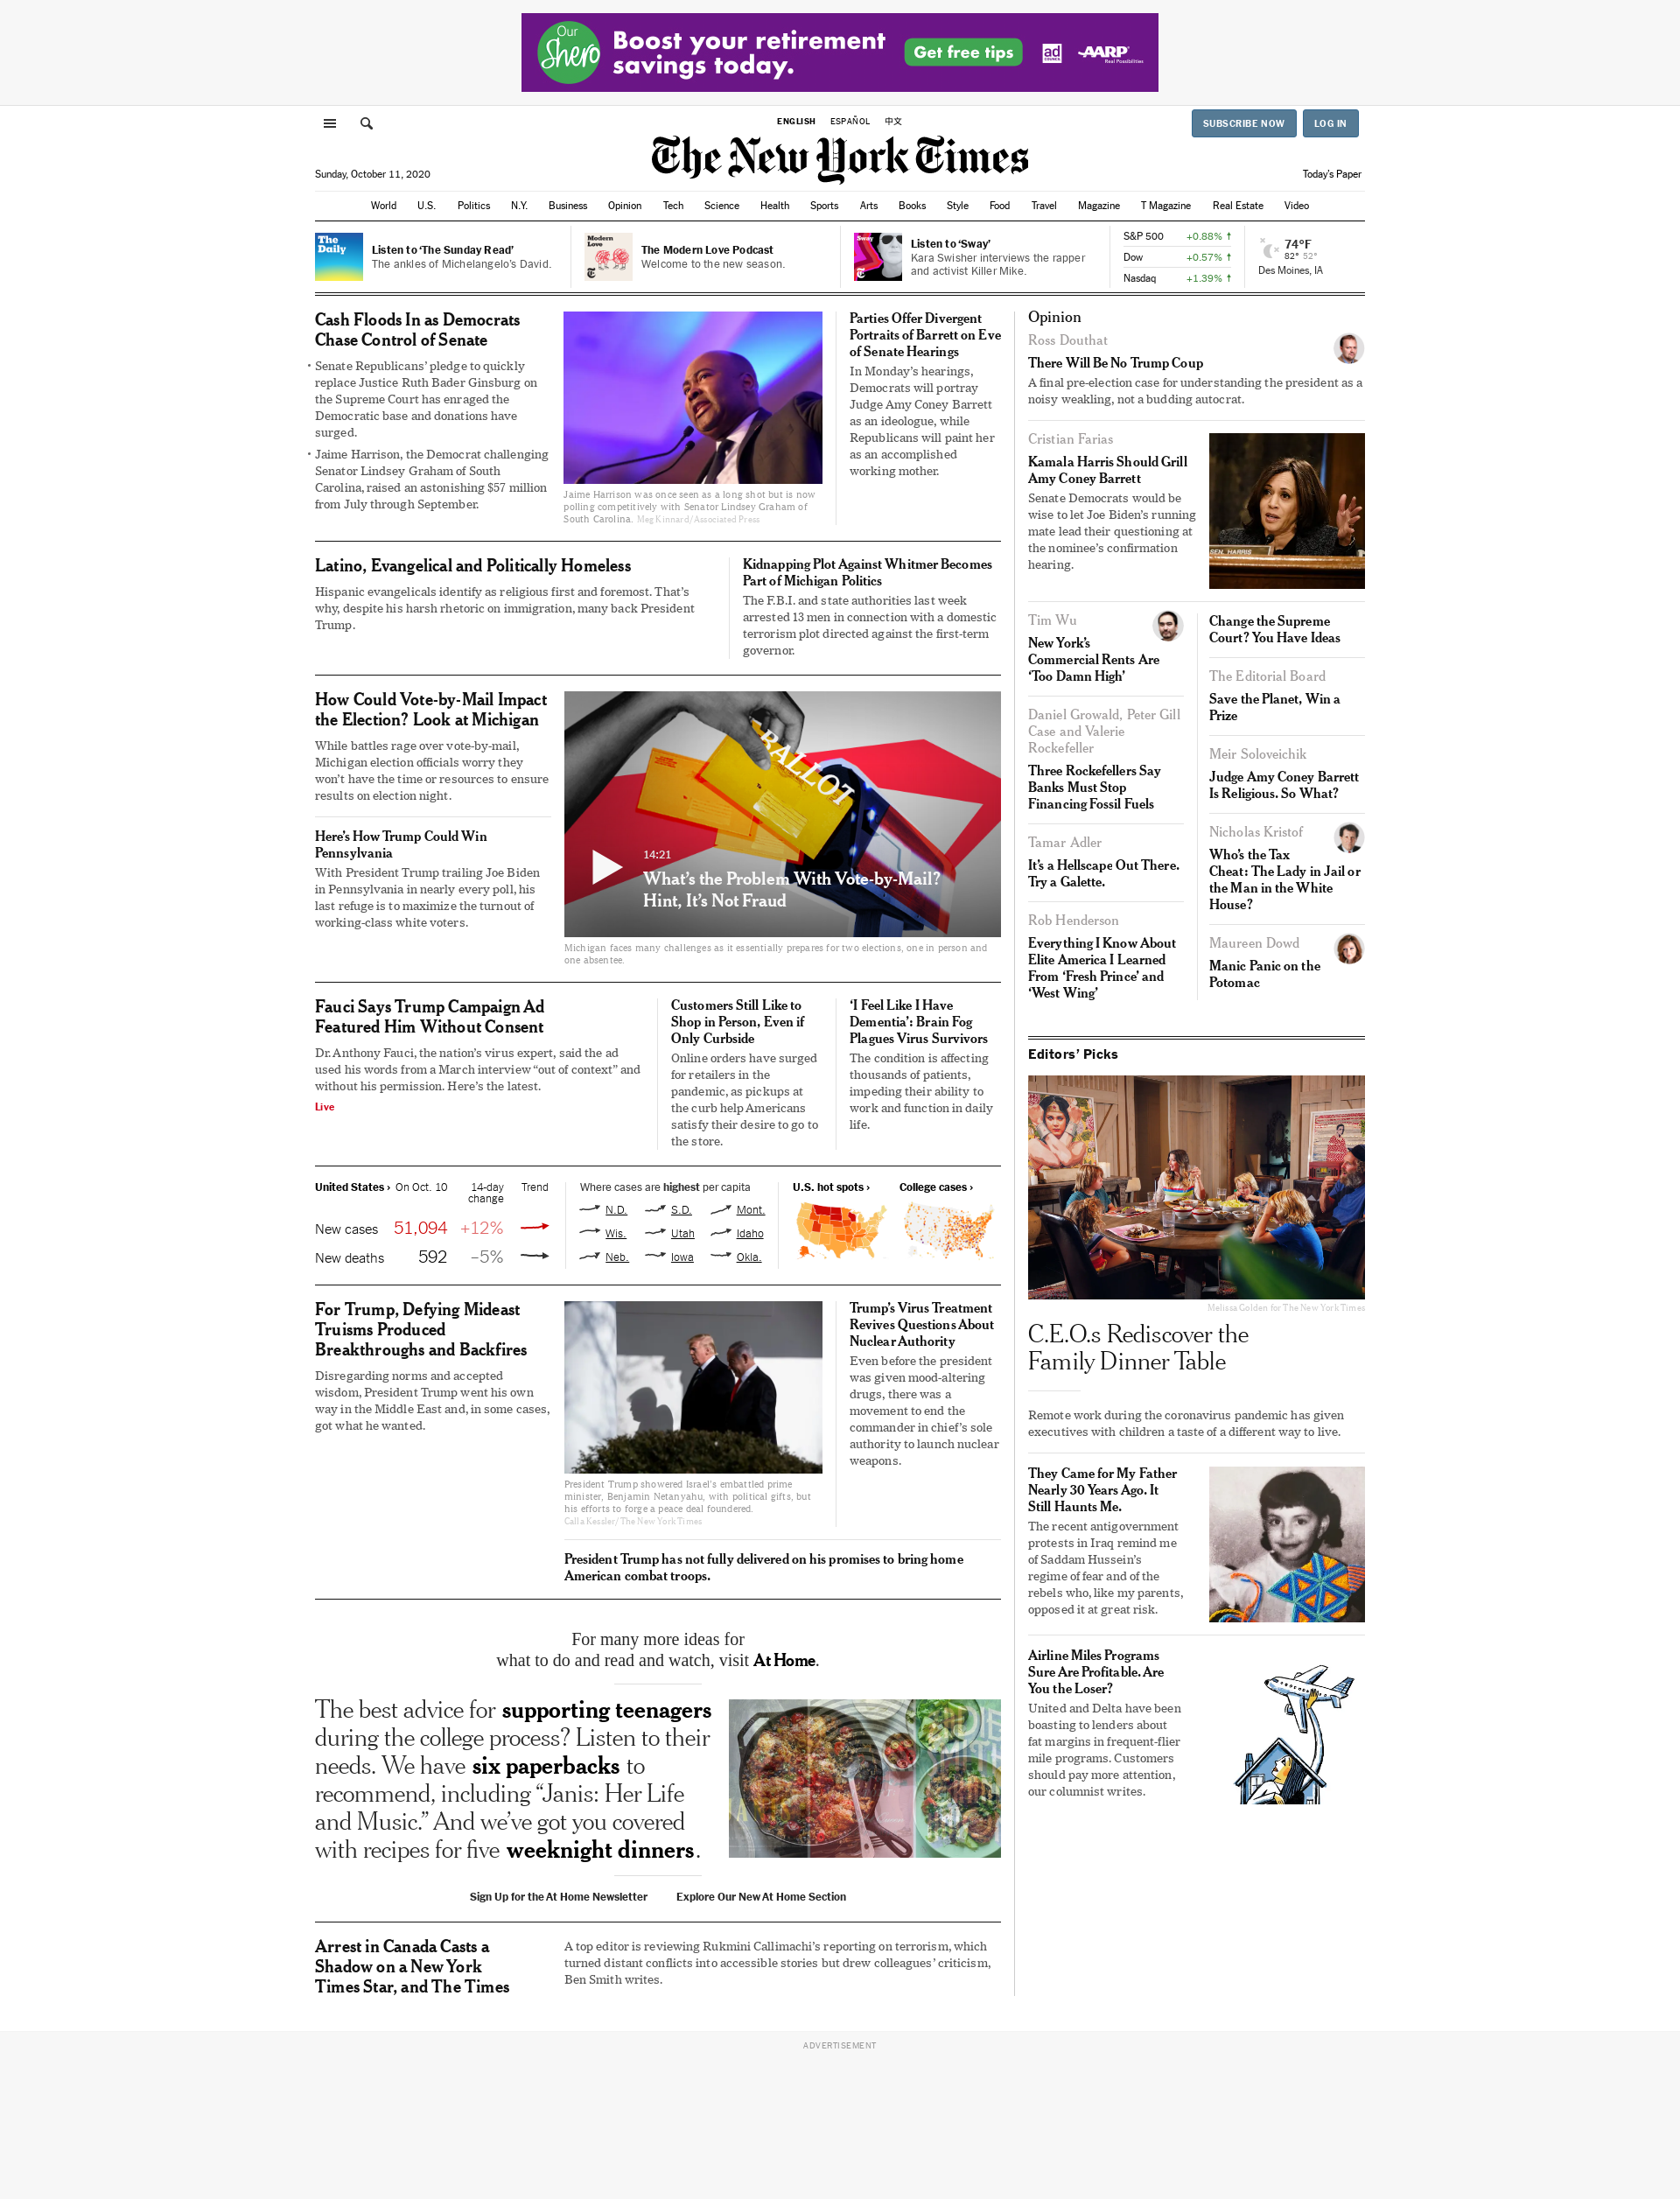 Our
Shero
Boost your retirement
savings today.
Get free tips
ad
COUNCIL
AARP
Real Possibilities
ENGLISH ESPAÑOL 中文
SUBSCRIBE NOW LOG IN
The New York Times
Sunday, October 11, 2020
Today's Paper
World U.S. Politics N.Y. Business Opinion Tech Science Health Sports Arts Books Style Food Travel Magazine T Magazine Real Estate Video
The
Daily
Listen to ‘The Sunday Read’
The ankles of Michelangelo’s David.
Modern
Love
The Modern Love Podcast
Welcome to the new season.
Sway
Listen to ‘Sway’
Kara Swisher interviews the rapper
and activist Killer Mike.
S&P 500 +0.88% ↑
Dow +0.57% ↑
Nasdaq +1.39% ↑
74°F
82° 52°
Des Moines, IA
Cash Floods In as Democrats
Chase Control of Senate
• Senate Republicans’ pledge to quickly
replace Justice Ruth Bader Ginsburg on
the Supreme Court has enraged the
Democratic base and donations have
surged.
• Jaime Harrison, the Democrat challenging
Senator Lindsey Graham of South
Carolina, raised an astonishing $57 million
from July through September.
Jaime Harrison was once seen as a long shot but is now
polling competitively with Senator Lindsey Graham of
South Carolina. Meg Kinnard/Associated Press
Parties Offer Divergent
Portraits of Barrett on Eve
of Senate Hearings
In Monday’s hearings,
Democrats will portray
Judge Amy Coney Barrett
as an ideologue, while
Republicans will paint her
as an accomplished
working mother.
Latino, Evangelical and Politically Homeless
Hispanic evangelicals identify as religious first and foremost. That’s
why, despite his harsh rhetoric on immigration, many back President
Trump.
Kidnapping Plot Against Whitmer Becomes
Part of Michigan Politics
The F.B.I. and state authorities last week
arrested 13 men in connection with a domestic
terrorism plot directed against the first-term
governor.
How Could Vote-by-Mail Impact
the Election? Look at Michigan
While battles rage over vote-by-mail,
Michigan election officials worry they
won’t have the time or resources to ensure
results on election night.
Here’s How Trump Could Win
Pennsylvania
With President Trump trailing Joe Biden
in Pennsylvania in nearly every poll, his
last refuge is to maximize the turnout of
working-class white voters.
BALLOT
14:21
What’s the Problem With Vote-by-Mail?
Hint, It’s Not Fraud
Michigan faces many challenges as it essentially prepares for two elections, one in person and
one absentee.
Fauci Says Trump Campaign Ad
Featured Him Without Consent
Dr. Anthony Fauci, the nation’s virus expert, said the ad
used his words from a March interview “out of context” and
without his permission. Here’s the latest.
Live
Customers Still Like to
Shop in Person, Even if
Only Curbside
Online orders have surged
for retailers in the
pandemic, as pickups at
the curb help Americans
satisfy their desire to go to
the store.
‘I Feel Like I Have
Dementia’: Brain Fog
Plagues Virus Survivors
The condition is affecting
thousands of patients,
impeding their ability to
work and function in daily
life.
United States › On Oct. 10 14-day
change Trend
New cases 51,094 +12%
New deaths 592 –5%
Where cases are highest per capita
N.D. S.D. Mont.
Wis. Utah Idaho
Neb. Iowa Okla.
U.S. hot spots › College cases ›
For Trump, Defying Mideast
Truisms Produced
Breakthroughs and Backfires
Disregarding norms and accepted
wisdom, President Trump went his own
way in the Middle East and, in some cases,
got what he wanted.
President Trump showered Israel’s embattled prime
minister, Benjamin Netanyahu, with political gifts, but
his efforts to forge a peace deal foundered.
Calla Kessler/The New York Times
Trump’s Virus Treatment
Revives Questions About
Nuclear Authority
Even before the president
was given mood-altering
drugs, there was a
movement to end the
commander in chief’s sole
authority to launch nuclear
weapons.
President Trump has not fully delivered on his promises to bring home
American combat troops.
For many more ideas for
what to do and read and watch, visit At Home.
The best advice for supporting teenagers
during the college process? Listen to their
needs. We have six paperbacks to
recommend, including “Janis: Her Life
and Music.” And we’ve got you covered
with recipes for five weeknight dinners.
Sign Up for the At Home Newsletter Explore Our New At Home Section
Arrest in Canada Casts a
Shadow on a New York
Times Star, and The Times
A top editor is reviewing Rukmini Callimachi’s reporting on terrorism, which
turned distant conflicts into accessible stories but drew colleagues’ criticism,
Ben Smith writes.
Opinion
Ross Douthat
There Will Be No Trump Coup
A final pre-election case for understanding the president as a
noisy weakling, not a budding autocrat.
Cristian Farias
Kamala Harris Should Grill
Amy Coney Barrett
Senate Democrats would be
wise to let Joe Biden’s running
mate lead their questioning at
the nominee’s confirmation
hearing.
SEN. HARRIS
Tim Wu
New York’s
Commercial Rents Are
‘Too Damn High’
Daniel Growald, Peter Gill
Case and Valerie
Rockefeller
Three Rockefellers Say
Banks Must Stop
Financing Fossil Fuels
Tamar Adler
It’s a Hellscape Out There.
Try a Galette.
Rob Henderson
Everything I Know About
Elite America I Learned
From ‘Fresh Prince’ and
‘West Wing’
Change the Supreme
Court? You Have Ideas
The Editorial Board
Save the Planet, Win a
Prize
Meir Soloveichik
Judge Amy Coney Barrett
Is Religious. So What?
Nicholas Kristof
Who’s the Tax
Cheat: The Lady in Jail or
the Man in the White
House?
Maureen Dowd
Manic Panic on the
Potomac
Editors’ Picks
Melissa Golden for The New York Times
C.E.O.s Rediscover the
Family Dinner Table
Remote work during the coronavirus pandemic has given
executives with children a taste of a different way to live.
They Came for My Father
Nearly 30 Years Ago. It
Still Haunts Me.
The recent antigovernment
protests in Iraq remind me
of Saddam Hussein’s
regime of fear and of the
rebels who, like my parents,
opposed it at great risk.
Airline Miles Programs
Sure Are Profitable. Are
You the Loser?
United and Delta have been
boasting to lenders about
fat margins in frequent-flier
mile programs. Customers
should pay more attention,
our columnist writes.
ADVERTISEMENT